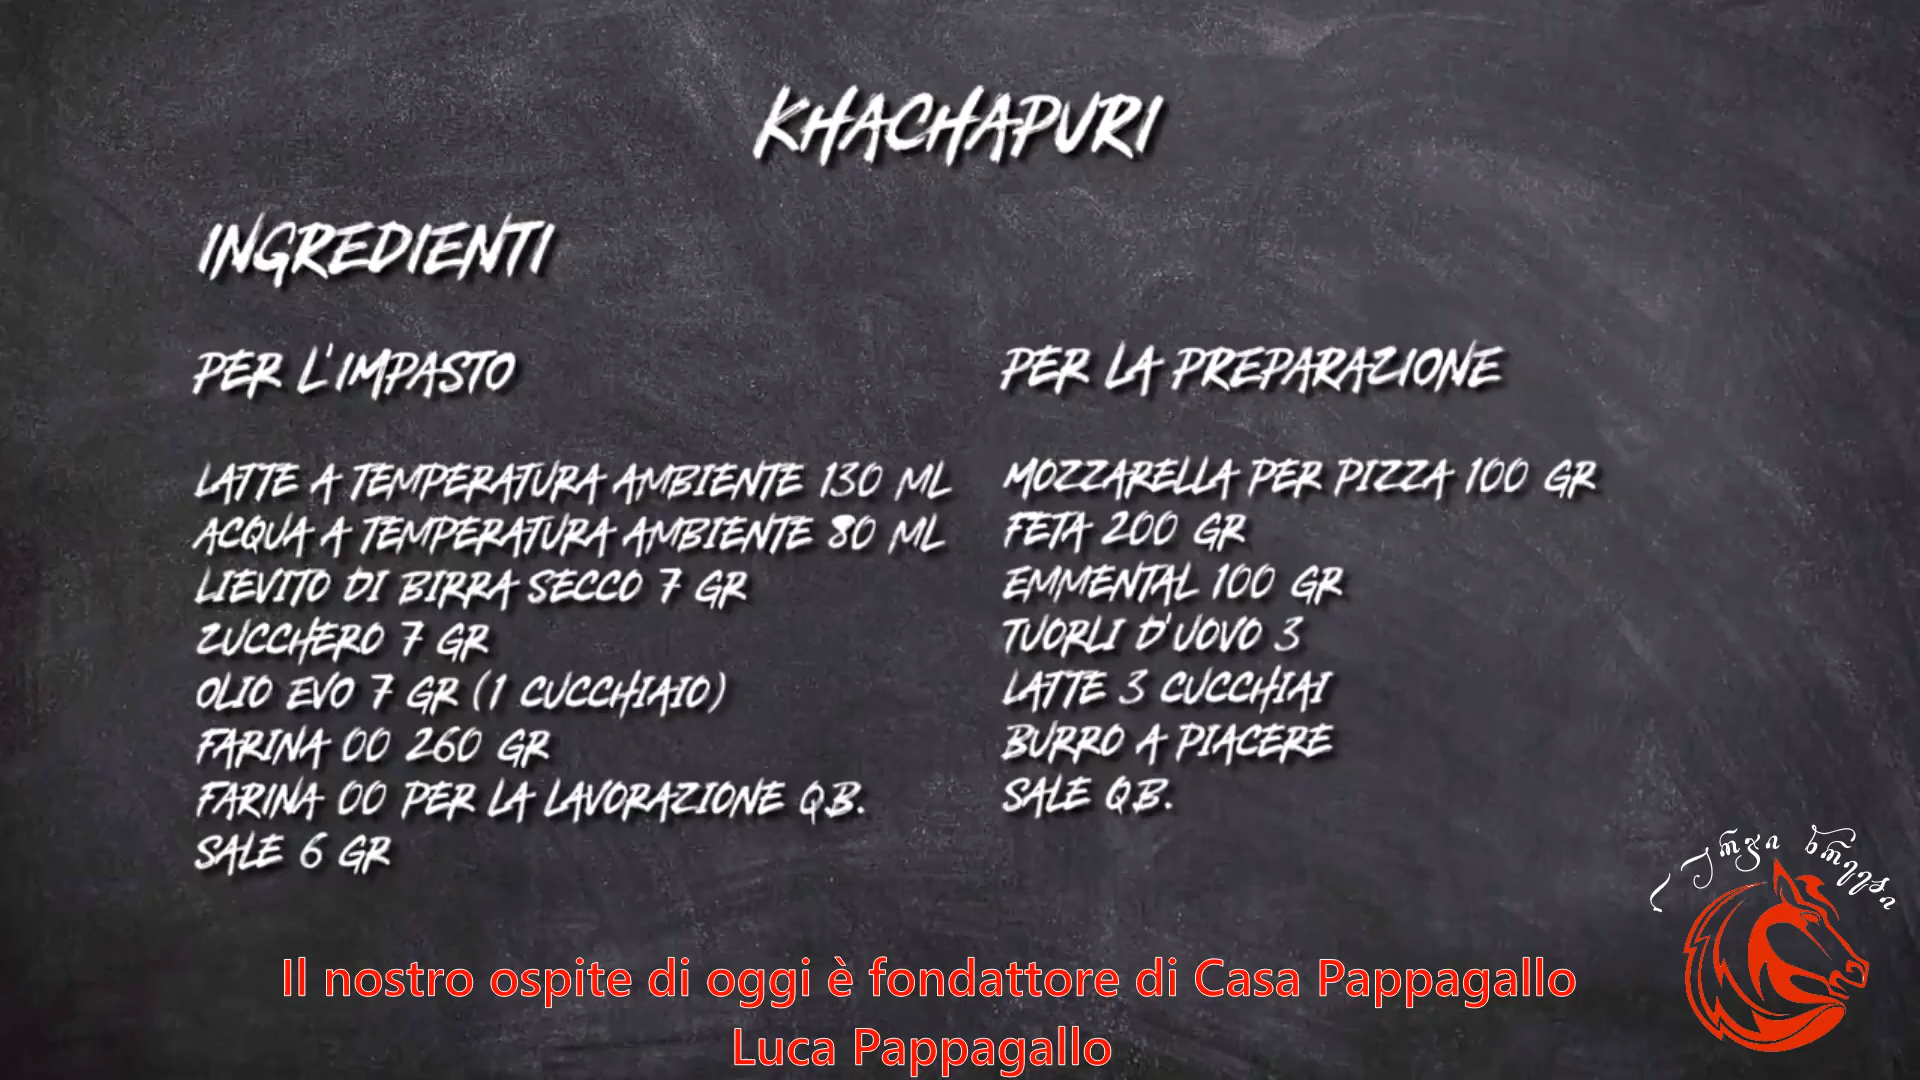 KHACHAPURI
INGREDIENTI
PER L'IMPASTO
LATTE A TEMPERATURA AMBIENTE 130 ML
ACQUA A TEMPERATURA AMBIENTE 80 ML
LIEVITO DI BIRRA SECCO 7 GR
ZUCCHERO 7 GR
OLIO EVO 7 GR (1 CUCCHIAIO)
FARINA 00 260 GR
FARINA 00 PER LA LAVORAZIONE Q.B.
SALE 6 GR
PER LA PREPARAZIONE
MOZZARELLA PER PIZZA 100 GR
FETA 200 GR
EMMENTAL 100 GR
TUORLI D'UOVO 3
LATTE 3 CUCCHIAI
BURRO A PIACERE
SALE Q.B.
Il nostro ospite di oggi è fondattore di Casa Pappagallo
Luca Pappagallo